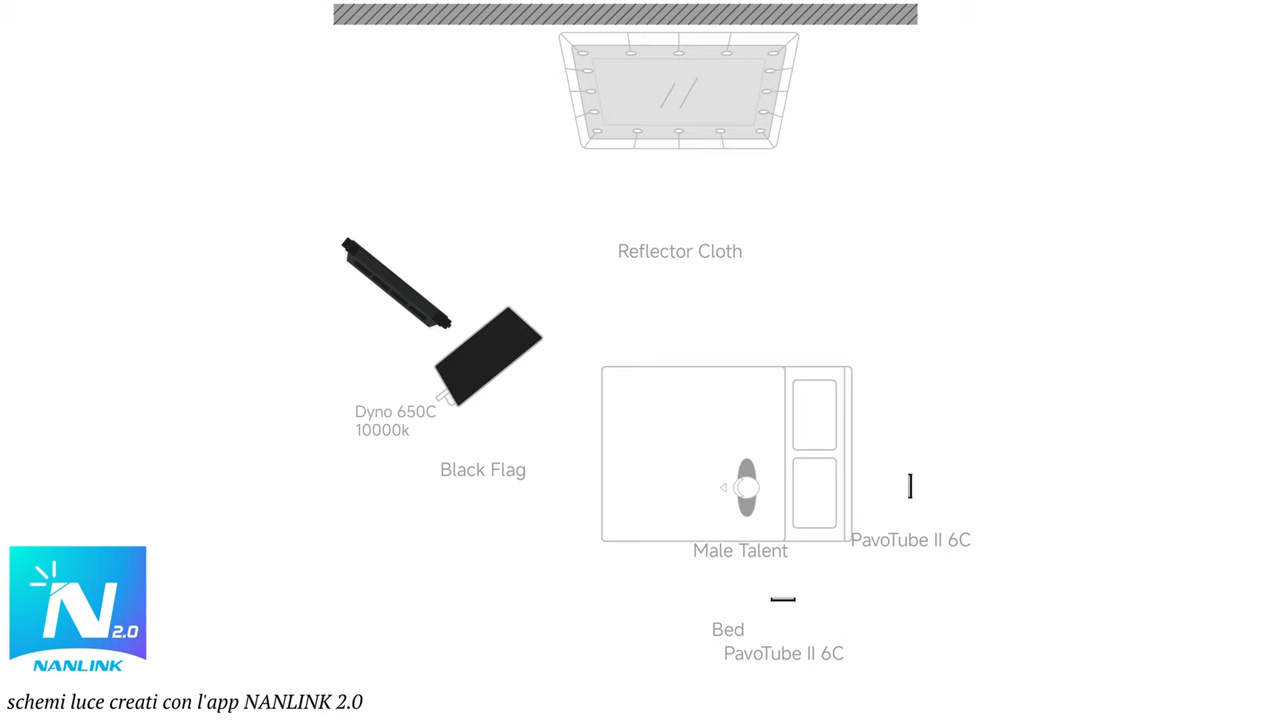 Reflector Cloth
Dyno 650C
10000k
Black Flag
Male Talent
PavoTube II 6C
Bed
PavoTube II 6C
N 2.0
NANLINK
schemi luce creati con l'app NANLINK 2.0